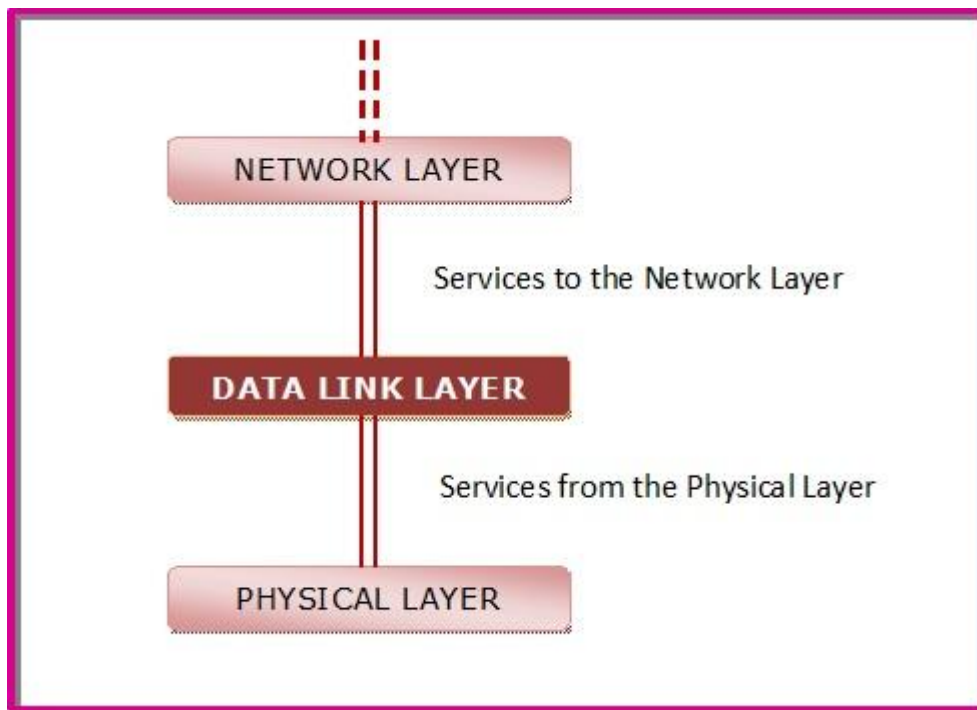 NETWORK LAYER
Services to the Network Layer
DATA LINK LAYER
Services from the Physical Layer
PHYSICAL LAYER